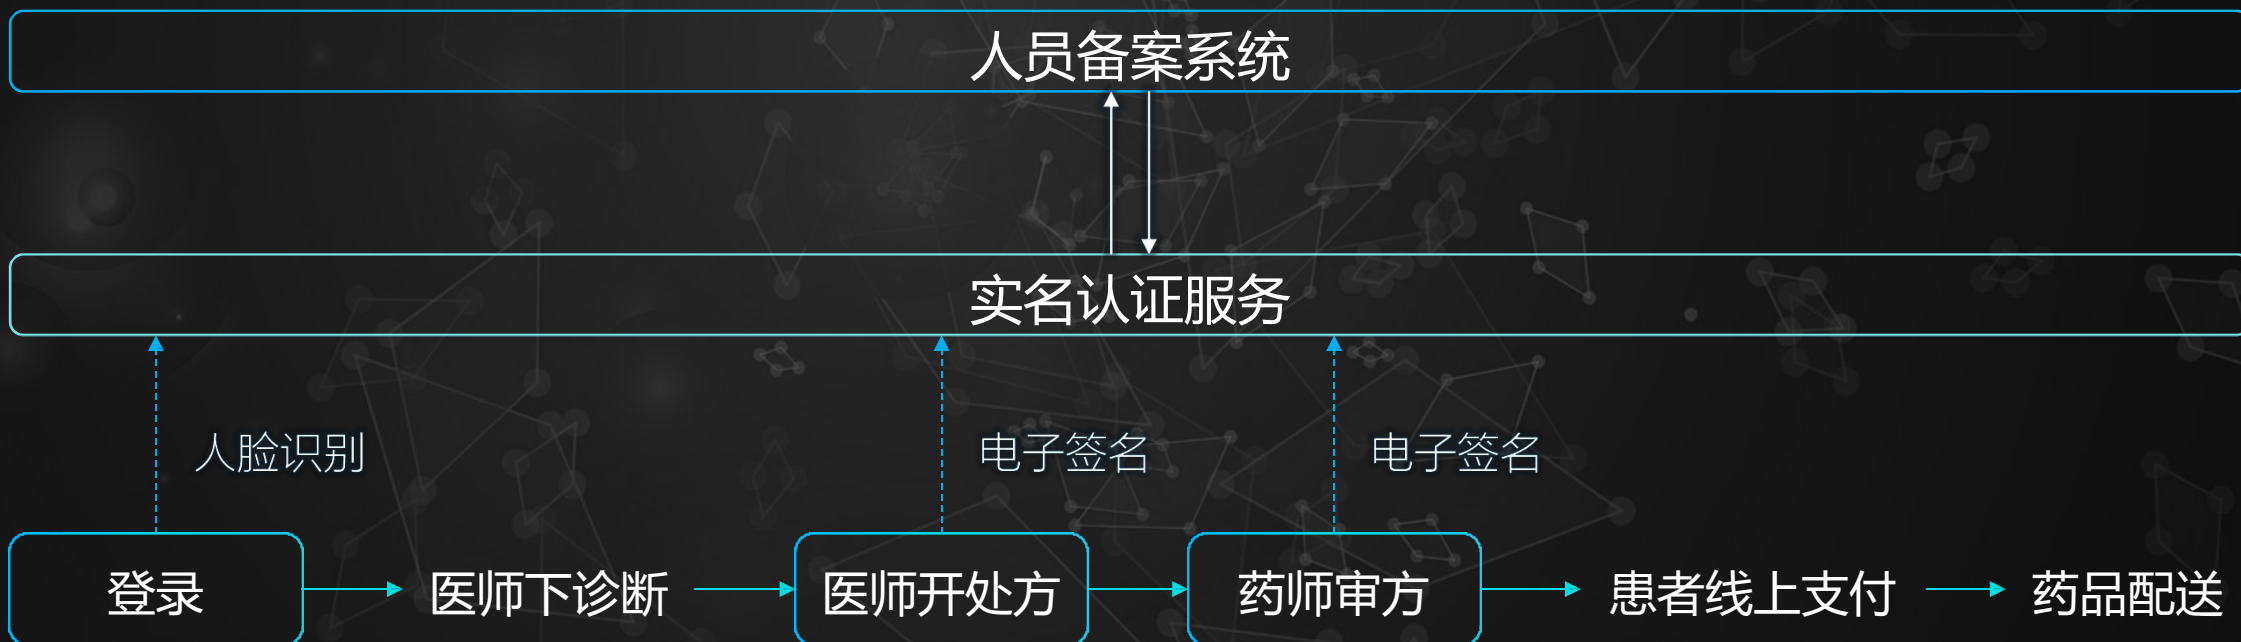 人员备案系统
实名认证服务
人脸识别
电子签名
电子签名
登录
医师下诊断
医师开处方
药师审方
患者线上支付
药品配送